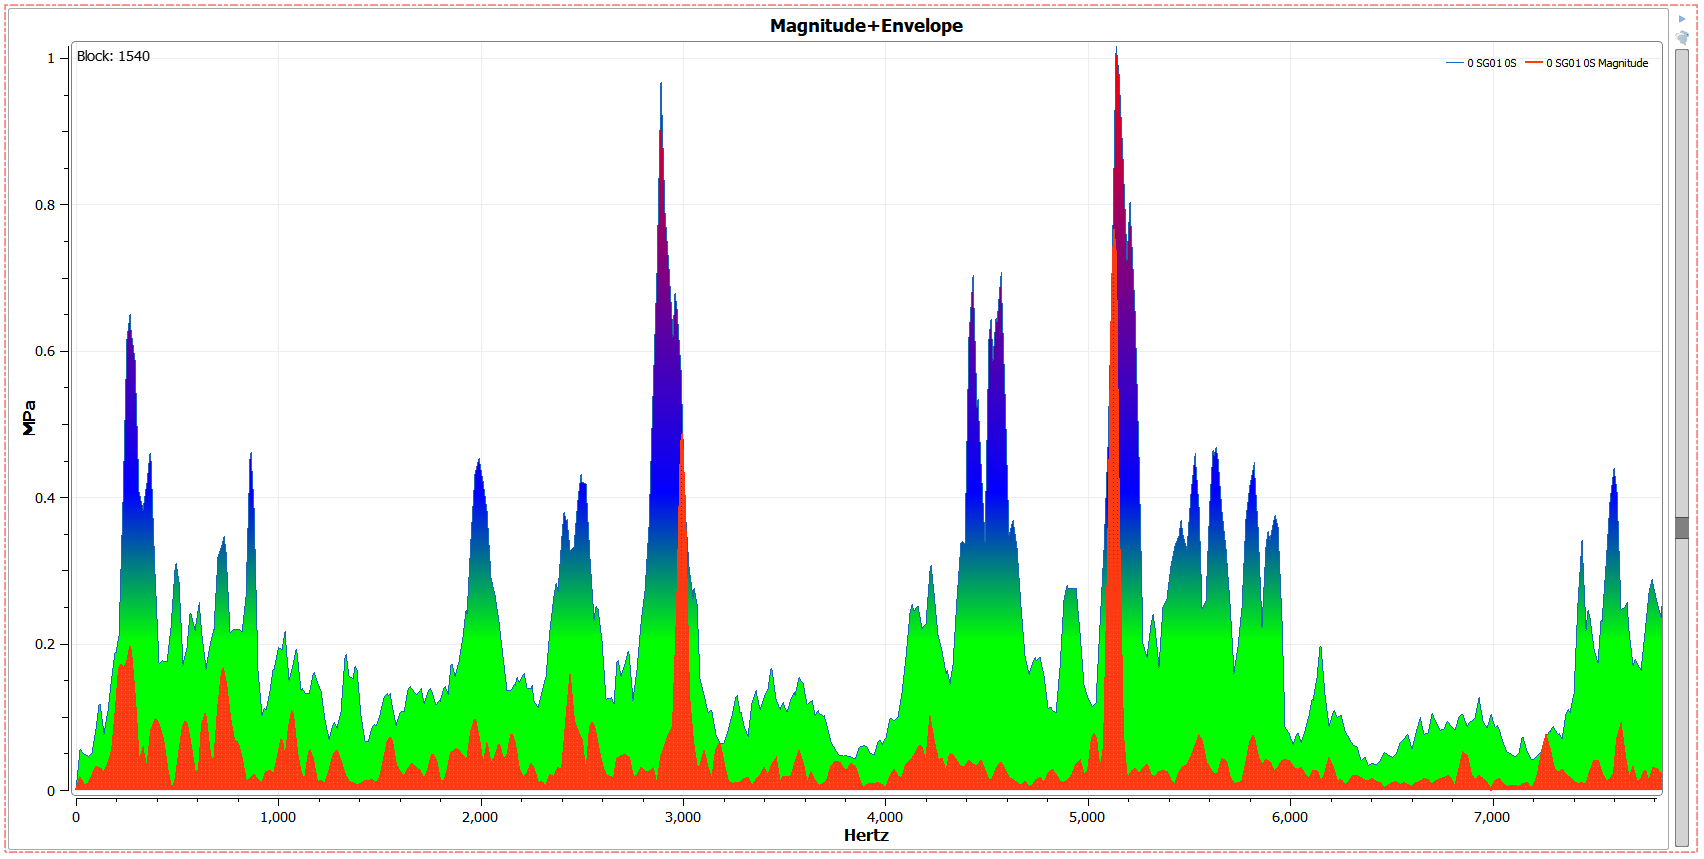 Magnitude+Envelope
Block: 1540
0 SG01 0S 0 SG01 0S Magnitude
1
0.8
0.6
0.4
0.2
0
MPa
0 1,000 2,000 3,000 4,000 5,000 6,000 7,000
Hertz